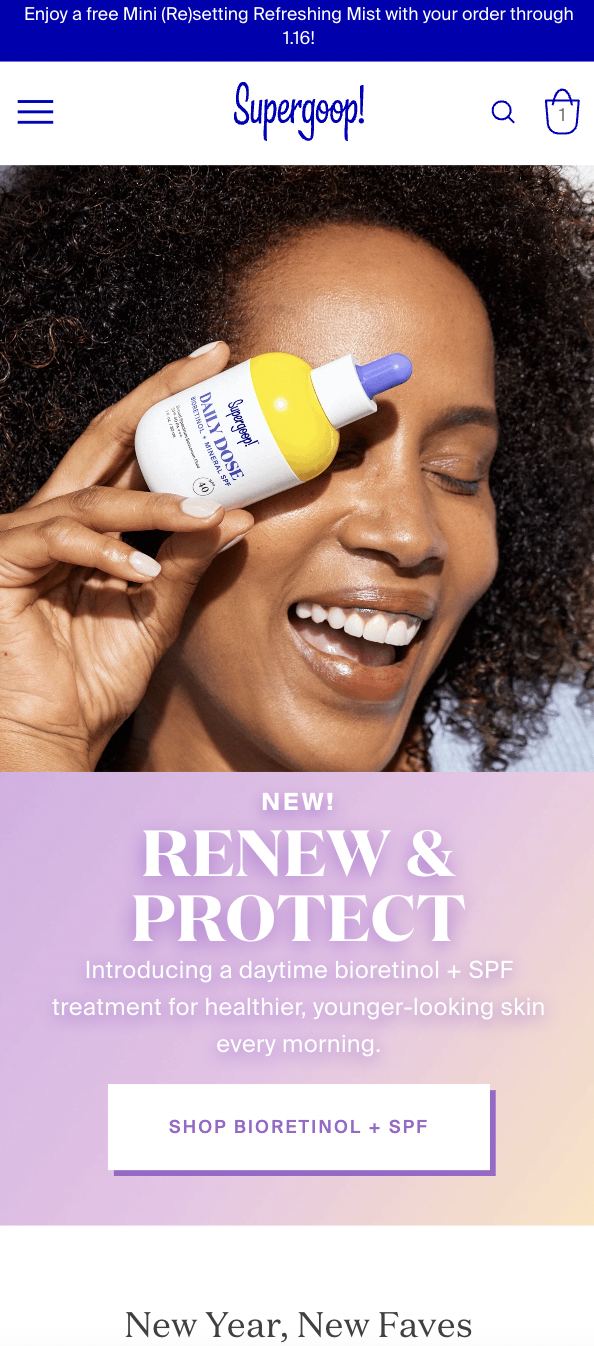 Enjoy a free Mini (Re)setting Refreshing Mist with your order through
1.16!
Supergoop!
1
Supergoop!
DAILY DOSE
BIORETINOL + MINERAL SPF
SPF
40
NEW!
RENEW &
PROTECT
Introducing a daytime bioretinol + SPF
treatment for healthier, younger-looking skin
every morning.
SHOP BIORETINOL + SPF
New Year, New Faves